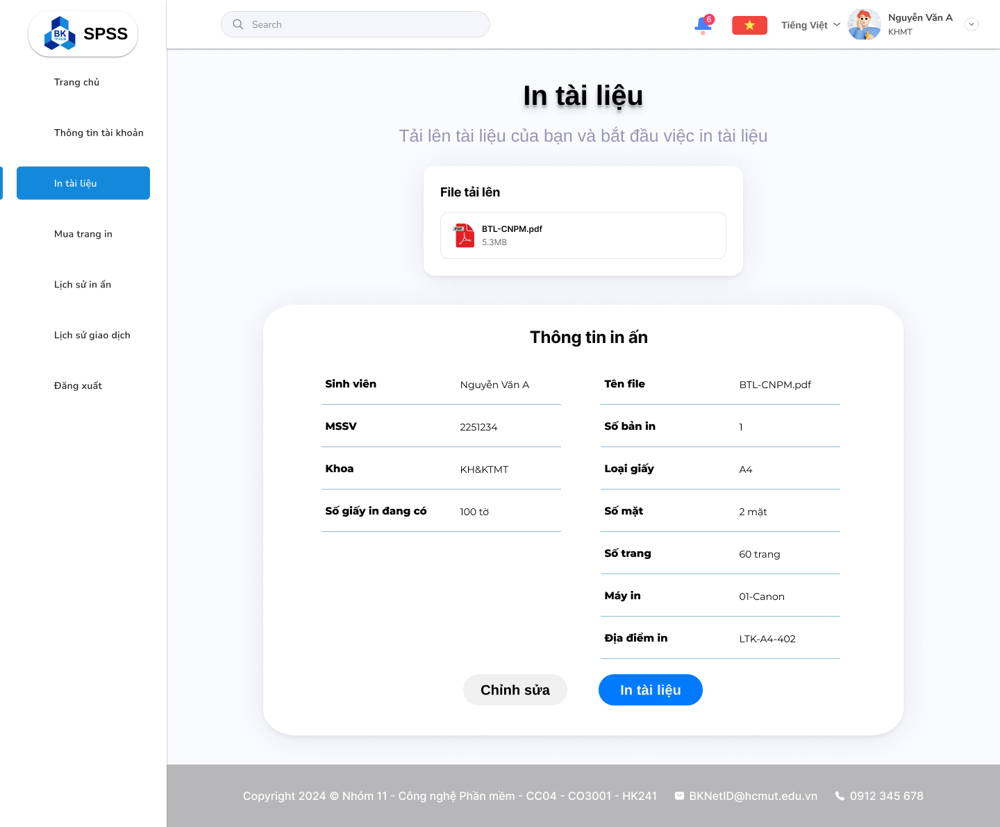 BK
TP.HCM
SPSS
Search
6
Tiếng Việt
Nguyễn Văn A
KHMT
Trang chủ
Thông tin tài khoản
In tài liệu
Mua trang in
Lịch sử in ấn
Lịch sử giao dịch
Đăng xuất
In tài liệu
Tải lên tài liệu của bạn và bắt đầu việc in tài liệu
File tải lên
PDF
BTL-CNPM.pdf
5.3MB
Thông tin in ấn
Sinh viên Nguyễn Văn A
MSSV 2251234
Khoa KH&KTMT
Số giấy in đang có 100 tờ
Tên file BTL-CNPM.pdf
Số bản in 1
Loại giấy A4
Số mặt 2 mặt
Số trang 60 trang
Máy in 01-Canon
Địa điểm in LTK-A4-402
Chỉnh sửa In tài liệu
Copyright 2024 © Nhóm 11 - Công nghệ Phần mềm - CC04 - CO3001 - HK241 BKNetID@hcmut.edu.vn 0912 345 678